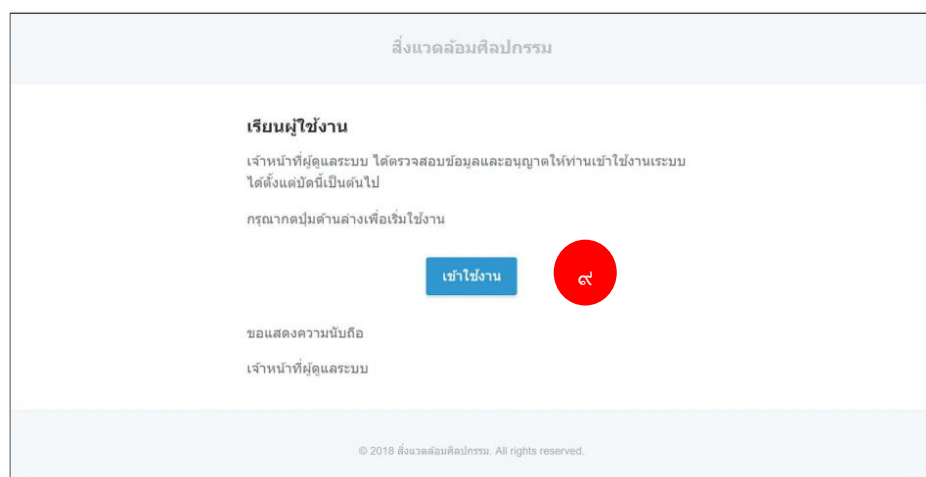 สิ่งแวดล้อมศิลปกรรม
เรียนผู้ใช้งาน
เจ้าหน้าที่ผู้ดูแลระบบ ได้ตรวจสอบข้อมูลและอนุญาตให้ท่านเข้าใช้งานเระบบ
ได้ตั้งแต่บัดนี้เป็นต้นไป
กรุณากดปุ่มด้านล่างเพื่อเริ่มใช้งาน
เข้าใช้งาน
๙
ขอแสดงความนับถือ
เจ้าหน้าที่ผู้ดูแลระบบ
© 2018 สิ่งแวดล้อมศิลปกรรม. All rights reserved.